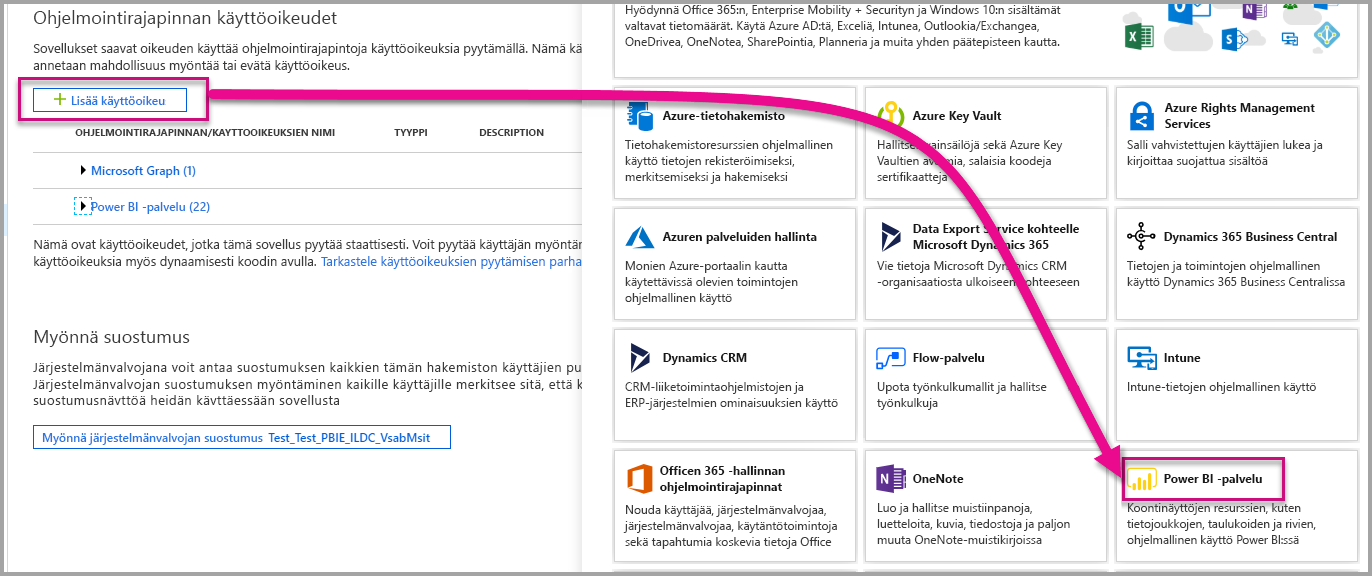 Ohjelmointirajapinnan käyttöoikeudet
Sovellukset saavat oikeuden käyttää ohjelmointirajapintoja käyttöoikeuksia pyytämällä. Nämä kä
annetaan mahdollisuus myöntää tai evätä käyttöoikeus.
+ Lisää käyttöoikeu
OHJELMOINTIRAJAPINNAN/KÄYTTÖOIKEUKSIEN NIMI TYYPPI DESCRIPTION
Microsoft Graph (1)
Power BI -palvelu (22)
Nämä ovat käyttöoikeudet, jotka tämä sovellus pyytää staattisesti. Voit pyytää käyttäjän myöntär
käyttöoikeuksia myös dynaamisesti koodin avulla. Tarkastele käyttöoikeuksien pyytämisen parha
Myönnä suostumus
Järjestelmänvalvojana voit antaa suostumuksen kaikkien tämän hakemiston käyttäjien pu
Järjestelmänvalvojan suostumuksen myöntäminen kaikille käyttäjille merkitsee sitä, että k
suostumusnäyttöä heidän käyttäessään sovellusta
Myönnä järjestelmänvalvojan suostumus Test_Test_PBIE_ILDC_VsabMsit
Hyödynnä Office 365:n, Enterprise Mobility + Securityn ja Windows 10:n sisältämät
valtavat tietomäärät. Käytä Azure AD:tä, Exceliä, Intunea, Outlookia/Exchangea,
OneDrivea, OneNotea, SharePointia, Planneria ja muita yhden päätepisteen kautta.
Azure-tietohakemisto
Tietohakemistoresurssien ohjelmallinen
käyttö tietojen rekisteröimiseksi,
merkitsemiseksi ja hakemiseksi
Azure Key Vault
Hallitse avainsäilöjä sekä Azure Key
Vaultien avaimia, salaisia koodeja
sertifikaatteja
Azure Rights Management
Services
Salli vahvistettujen käyttäjien lukea ja
kirjoittaa suojattua sisältöä
Azuren palveluiden hallinta
Monien Azure-portaalin kautta
käytettävissä olevien toimintojen
ohjelmallinen käyttö
Data Export Service kohteelle
Microsoft Dynamics 365
Vie tietoja Microsoft Dynamics CRM
-organisaatiosta ulkoiseen kohteeseen
Dynamics 365 Business Central
Tietojen ja toimintojen ohjelmallinen
käyttö Dynamics 365 Business Centralissa
Dynamics CRM
CRM-liiketoimintaohjelmistojen ja
ERP-järjestelmien ominaisuuksien käyttö
Flow-palvelu
Upota työnkulkumallit ja hallitse
työnkulkuja
Intune
Intune-tietojen ohjelmallinen käyttö
Officen 365 -hallinnan
ohjelmointirajapinnat
Nouda käyttäjää, järjestelmänvalvojaa,
järjestelmänvalvojaa, käytäntötoimintoja
sekä tapahtumia koskevia tietoja Office
OneNote
Luo ja hallitse muistiinpanoja,
luetteloita, kuvia, tiedostoja ja paljon
muuta OneNote-muistikirjoissa
Power BI -palvelu
Koontinäyttöjen resurssien, kuten
tietojoukkojen, taulukoiden ja rivien,
ohjelmallinen käyttö Power BI:ssä